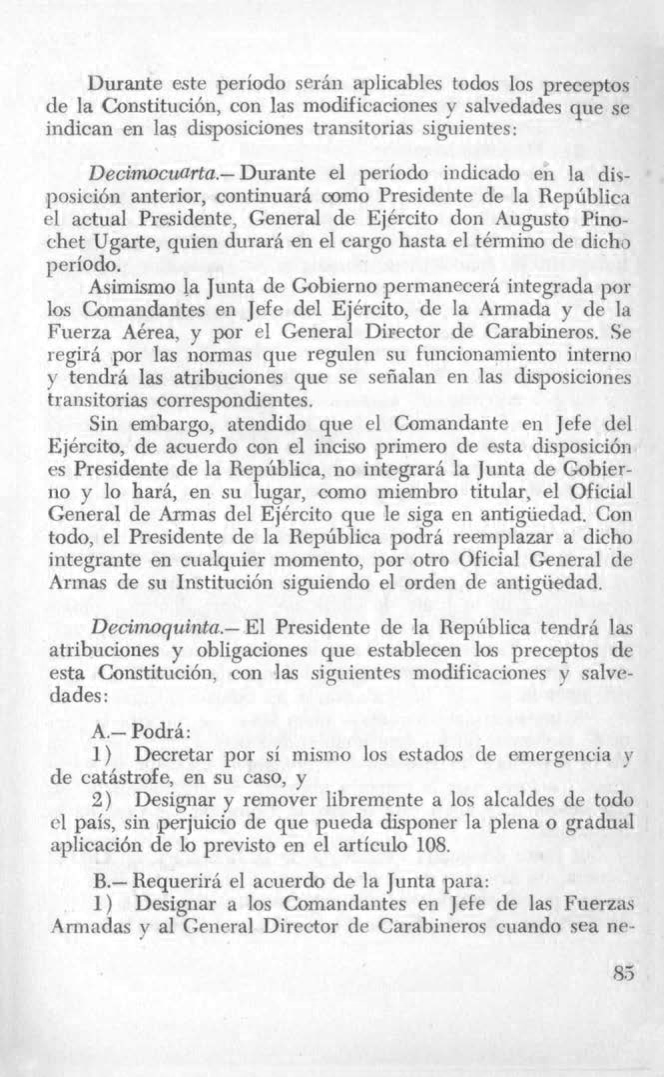 Durante este período serán aplicables todos los preceptos
de la Constitución, con las modificaciones y salvedades que se
indican en las disposiciones transitorias siguientes:
Decimocuarta.— Durante el período indicado en la dis-
posición anterior, continuará como Presidente de la República
el actual Presidente, General de Ejército don Augusto Pino-
chet Ugarte, quien durará en el cargo hasta el término de dicho
período.
Asimismo la Junta de Gobierno permanecerá integrada por
los Comandantes en Jefe del Ejército, de la Armada y de la
Fuerza Aérea, y por el General Director de Carabineros. Se
regirá por las normas que regulen su funcionamiento interno
y tendrá las atribuciones que se señalan en las disposiciones
transitorias correspondientes.
Sin embargo, atendido que el Comandante en Jefe del
Ejército, de acuerdo con el inciso primero de esta disposición
es Presidente de la República, no integrará la Junta de Gobier-
no y lo hará, en su lugar, como miembro titular, el Oficial
General de Armas del Ejército que le siga en antigüedad. Con
todo, el Presidente de la República podrá reemplazar a dicho
integrante en cualquier momento, por otro Oficial General de
Armas de su Institución siguiendo el orden de antigüedad.
Decimoquinta.— El Presidente de la República tendrá las
atribuciones y obligaciones que establecen los preceptos de
esta Constitución, con las siguientes modificaciones y salve-
dades:
A.— Podrá:
1) Decretar por sí mismo los estados de emergencia y
de catástrofe, en su caso, y
2) Designar y remover libremente a los alcaldes de todo
el país, sin perjuicio de que pueda disponer la plena o gradual
aplicación de lo previsto en el artículo 108.
B.— Requerirá el acuerdo de la Junta para:
1) Designar a los Comandantes en Jefe de las Fuerzas
Armadas y al General Director de Carabineros cuando sea ne-
85